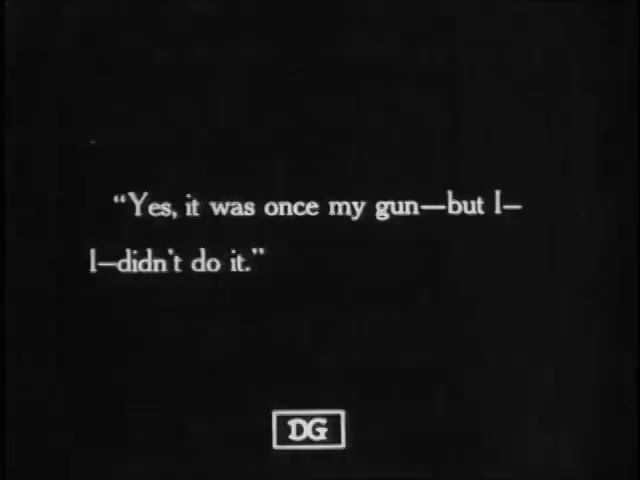 “Yes, it was once my gun—but I—
I—didn't do it.”
DG